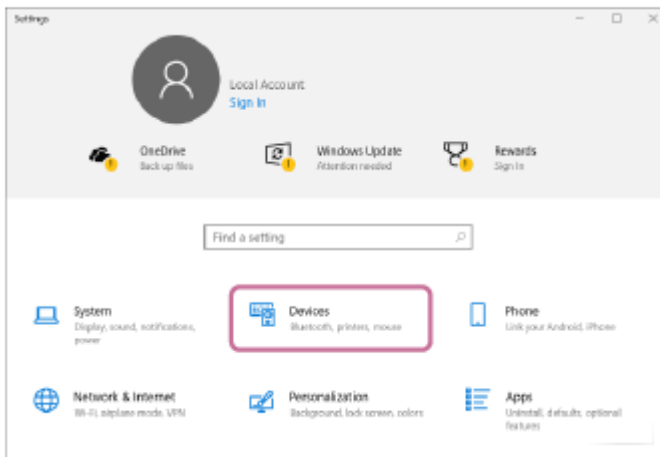 Settings
Local Account
Sign In
OneDrive
Back up files
Windows Update
Attention needed
Rewards
Sign In
Find a setting
System
Display, sound, notifications,
power
Devices
Bluetooth, printers, mouse
Phone
Link your Android, iPhone
Network & Internet
Wi-Fi, airplane mode, VPN
Personalization
Background, lock screen, colors
Apps
Uninstall, defaults, optional
features